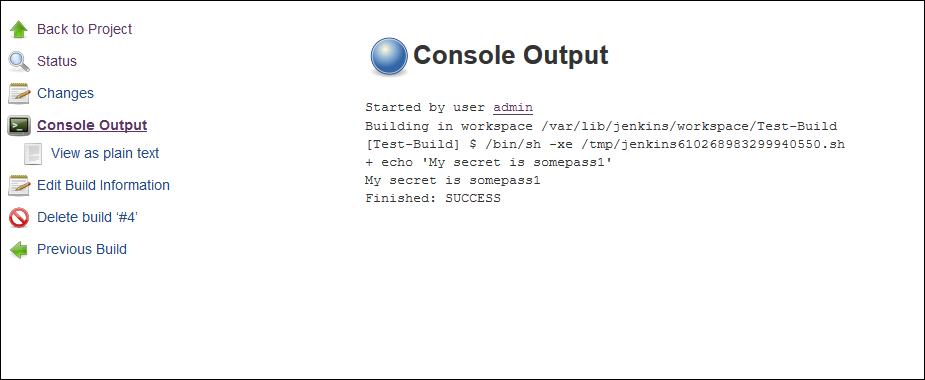 Back to Project
Status
Changes
Console Output
View as plain text
Edit Build Information
Delete build ‘#4’
Previous Build
Console Output
Started by user admin
Building in workspace /var/lib/jenkins/workspace/Test-Build
[Test-Build] $ /bin/sh -xe /tmp/jenkins610268983299940550.sh
+ echo 'My secret is somepass1'
My secret is somepass1
Finished: SUCCESS